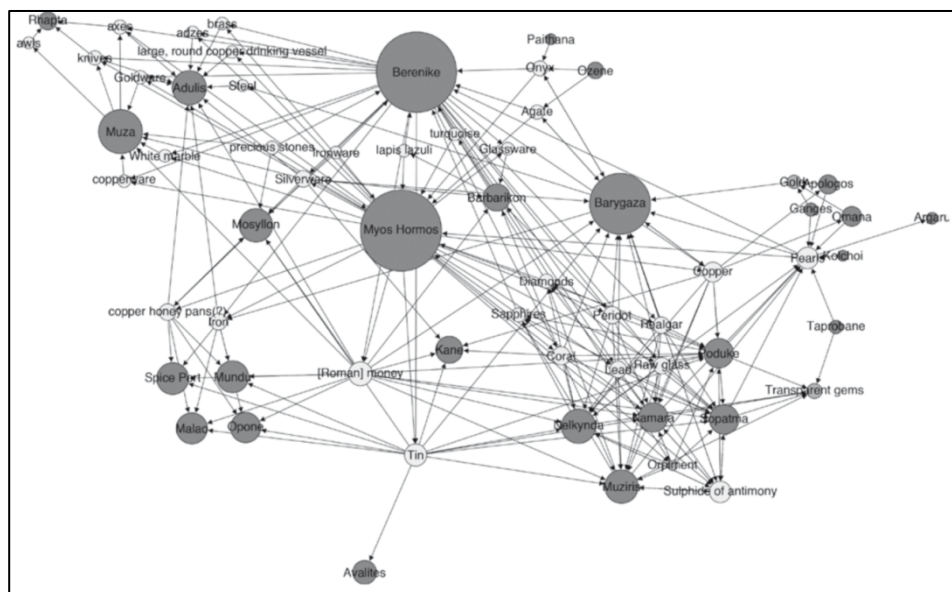 Rhapta
axes
adzes
brass
awls
knives
large, round copper drinking vessel
Goldware
Adulis
Steel
Berenike
Paithana
Onyx
Ozene
Agate
Muza
turquoise
White marble
precious stones
Ironware
lapis lazuli
Glassware
copperware
Silverware
Barbarikon
Barygaza
Gold
Apologos
Ganges
Omana
Mosyllon
Myos Hormos
Pearls
Kolchoi
Copper
Diamonds
copper honey pans(?)
Iron
Sapphires
Peridot
Realgar
Taprobane
Kane
Coral
Lead
Raw glass
Poduke
Spice Port
Mundu
[Roman] money
Transparent gems
Malao
Opone
Nelkynda
Kamara
Sopatma
Tin
Orpiment
Muziris
Sulphide of antimony
Avalites